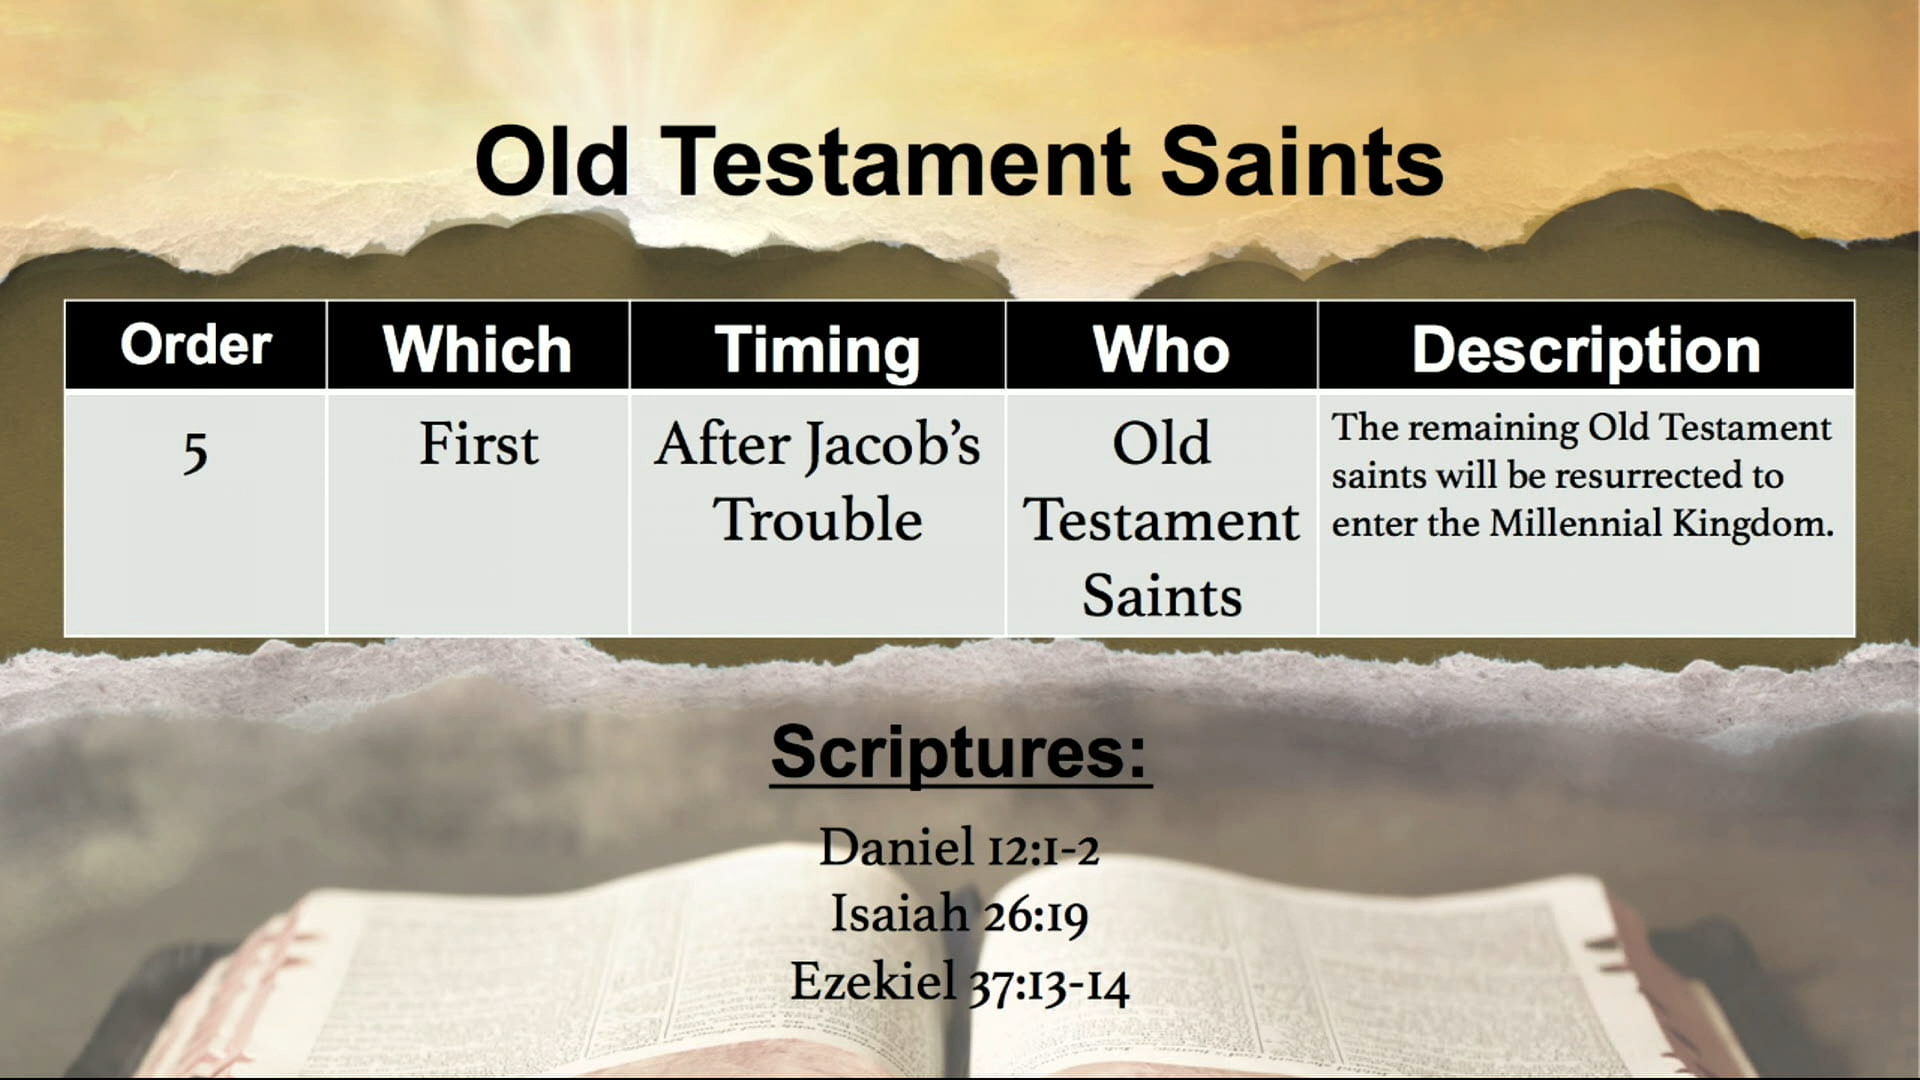 Old Testament Saints
Order Which Timing Who Description
5 First After Jacob’s Trouble Old Testament Saints The remaining Old Testament saints will be resurrected to enter the Millennial Kingdom.
Scriptures:
Daniel 12:1-2
Isaiah 26:19
Ezekiel 37:13-14